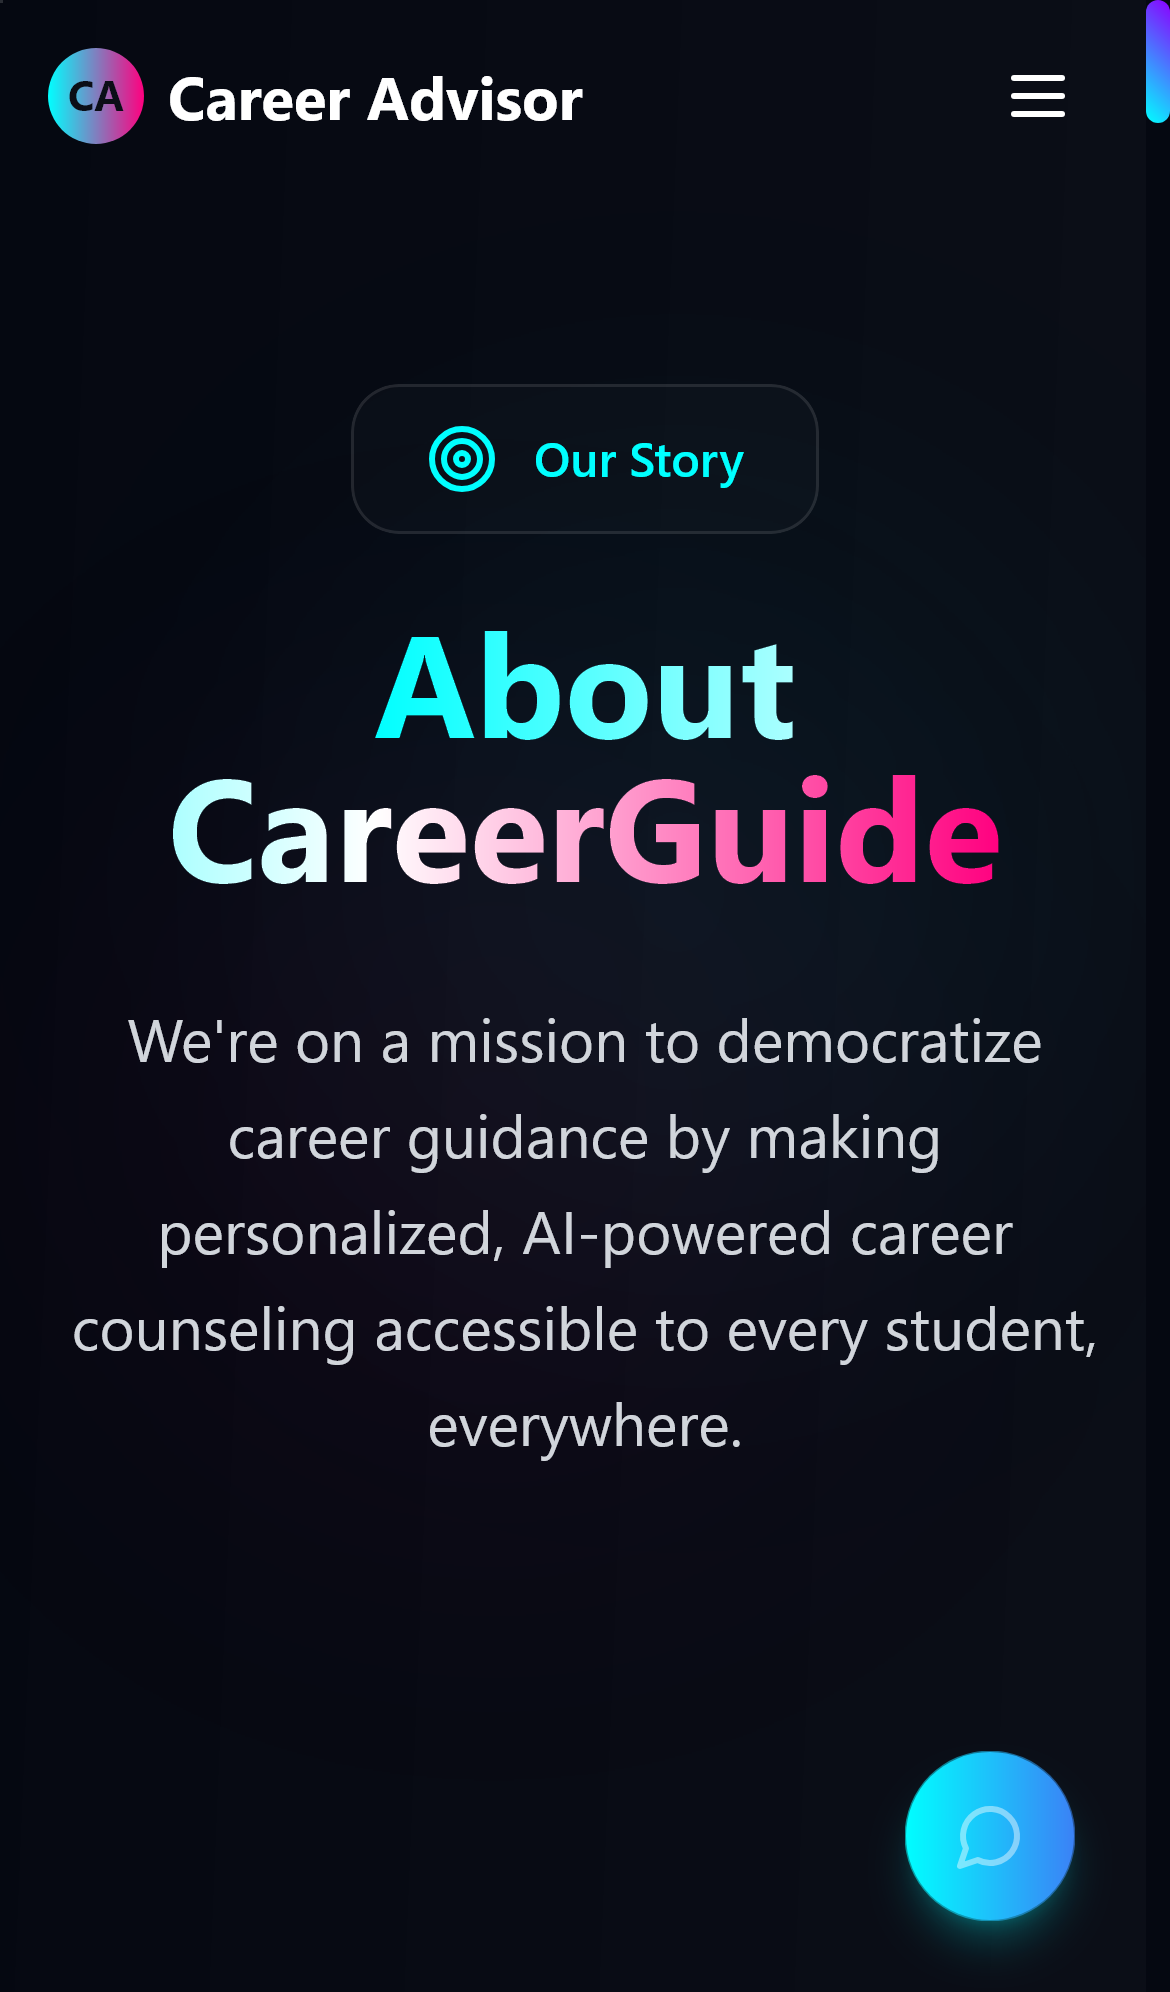 CA
Career Advisor
Our Story
About
CareerGuide
We're on a mission to democratize
career guidance by making
personalized, AI-powered career
counseling accessible to every student,
everywhere.